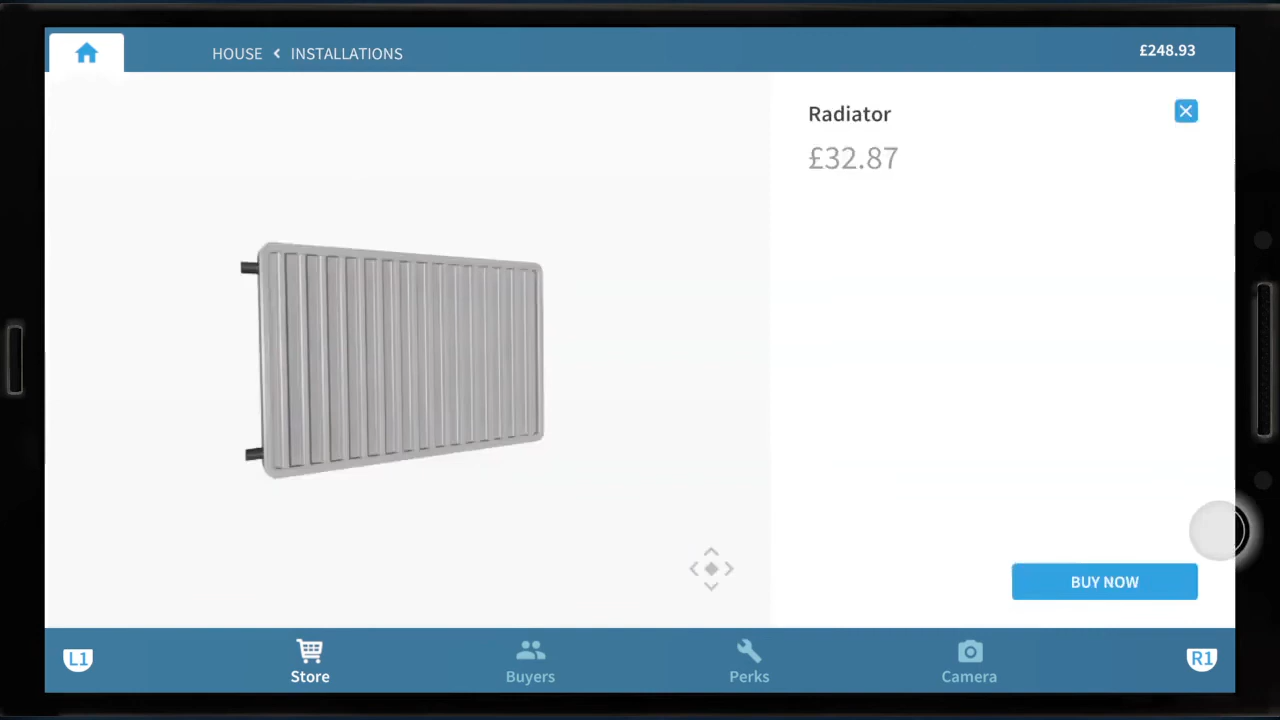 HOUSE < INSTALLATIONS
£248.93
Radiator
£32.87
BUY NOW
L1
Store
Buyers
Perks
Camera
R1